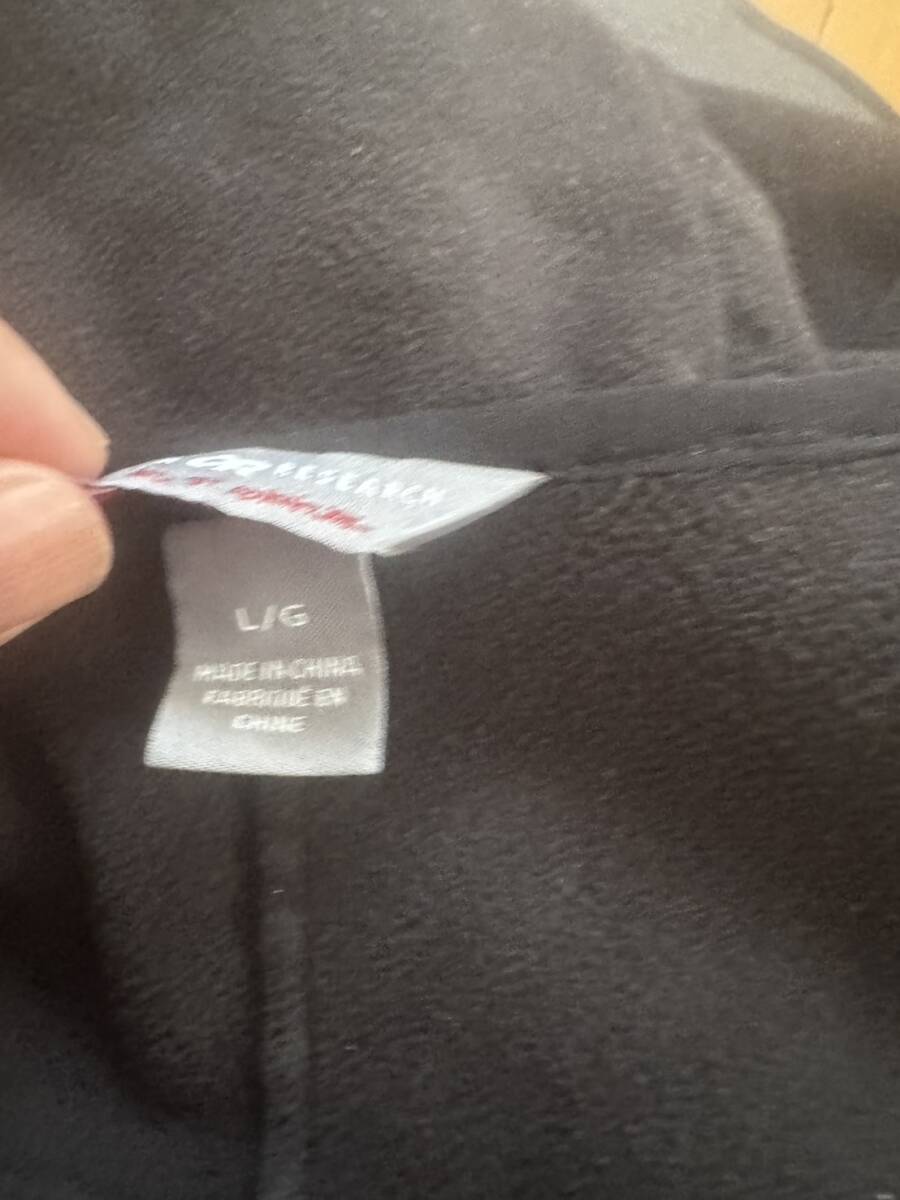 RESEARCH
L/G
MADE IN CHINA
FABRIQUÉ EN
CHINE